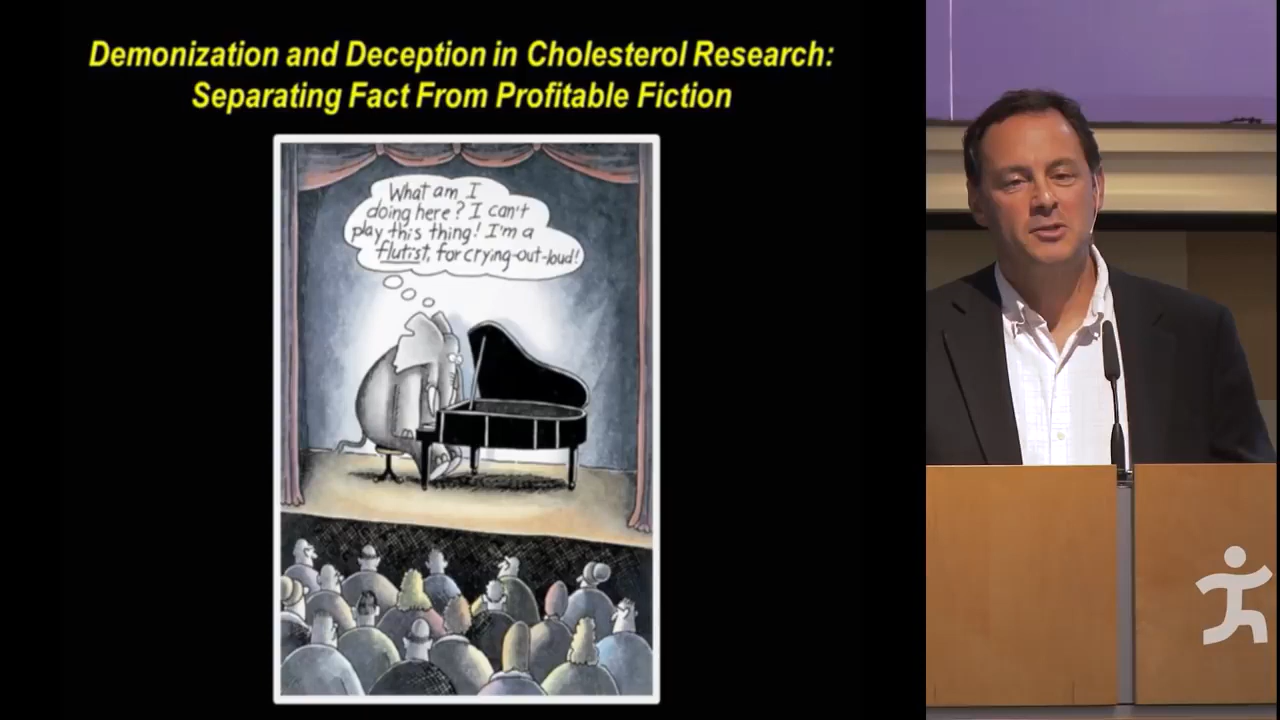 Demonization and Deception in Cholesterol Research:
Separating Fact From Profitable Fiction
What am I
doing here? I can't
play this thing! I'm a
flutist, for crying-out-loud!